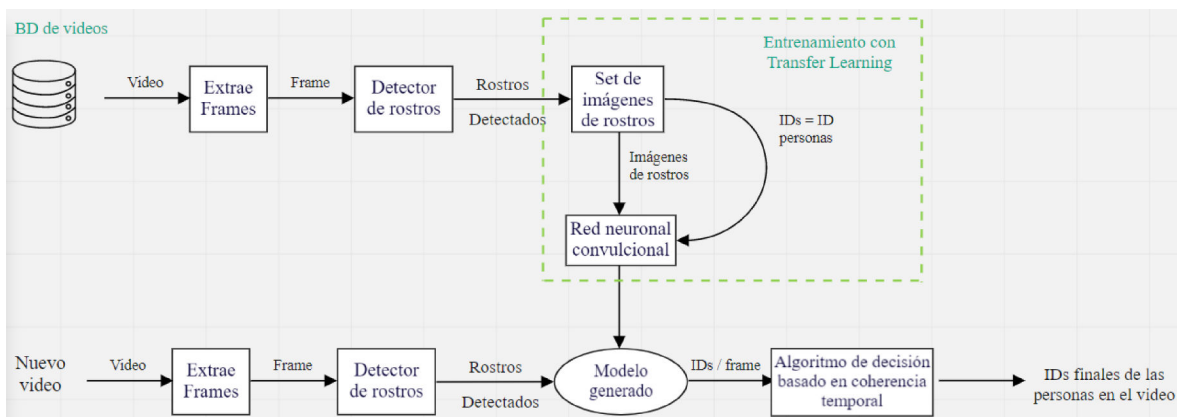 BD de videos
Entrenamiento con
Transfer Learning
Video
Extrae
Frames
Frame
Detector
de rostros
Rostros
Detectados
Set de
imágenes
de rostros
IDs = ID
personas
Imágenes
de rostros
Red neuronal
convulcional
Nuevo
video
Video
Extrae
Frames
Frame
Detector
de rostros
Rostros
Detectados
Modelo
generado
IDs / frame
Algoritmo de decisión
basado en coherencia
temporal
IDs finales de las
personas en el video